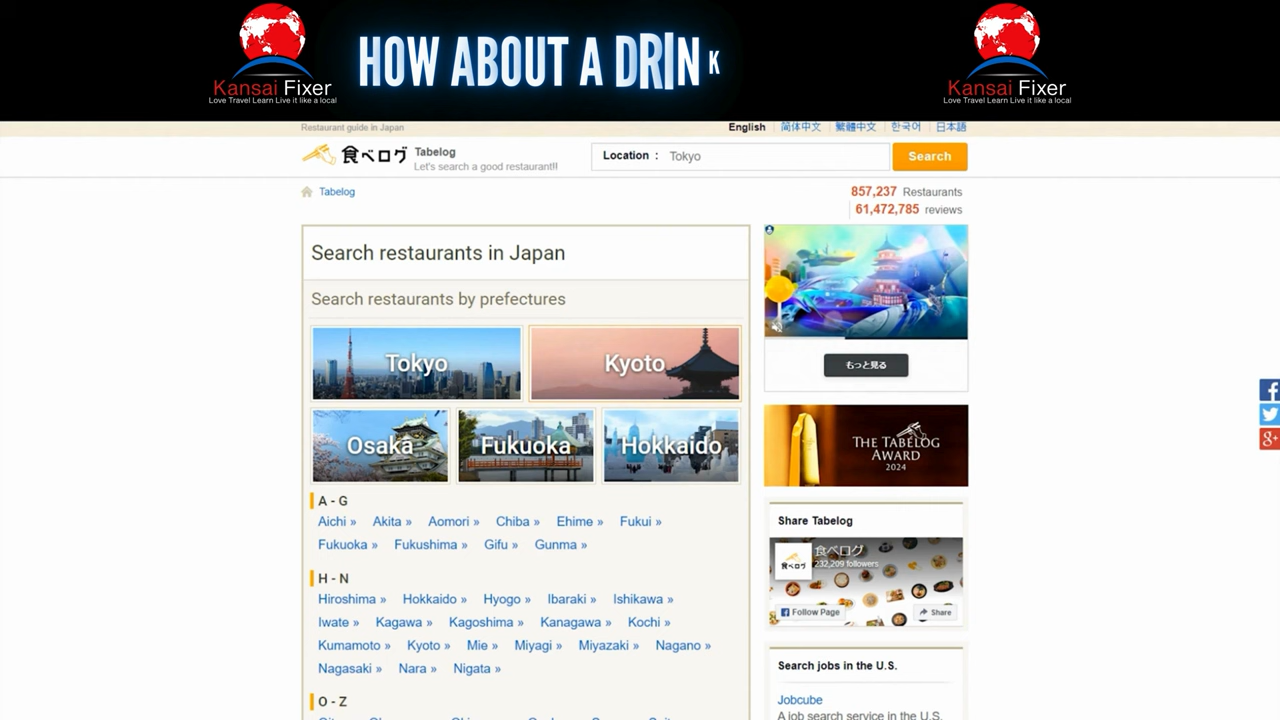 HOW ABOUT A DRINK
Kansai Fixer
Love Travel Learn Live it like a local
Kansai Fixer
Love Travel Learn Live it like a local
Restaurant guide in Japan
English 简体中文 繁體中文 한국어 日本語
食べログ Tabelog
Let's search a good restaurant!!
Location : Tokyo Search
Tabelog
857,237 Restaurants
61,472,785 reviews
Search restaurants in Japan
Search restaurants by prefectures
Tokyo Kyoto
Osaka Fukuoka Hokkaido
A - G
Aichi » Akita » Aomori » Chiba » Ehime » Fukui »
Fukuoka » Fukushima » Gifu » Gunma »
H - N
Hiroshima » Hokkaido » Hyogo » Ibaraki » Ishikawa »
Iwate » Kagawa » Kagoshima » Kanagawa » Kochi »
Kumamoto » Kyoto » Mie » Miyagi » Miyazaki » Nagano »
Nagasaki » Nara » Nigata »
O - Z
もっと見る
THE TABELOG
AWARD
2024
Share Tabelog
食べログ
食べログ
232,209 followers
Follow Page Share
Search jobs in the U.S.
Jobcube
A job search service in the U.S.